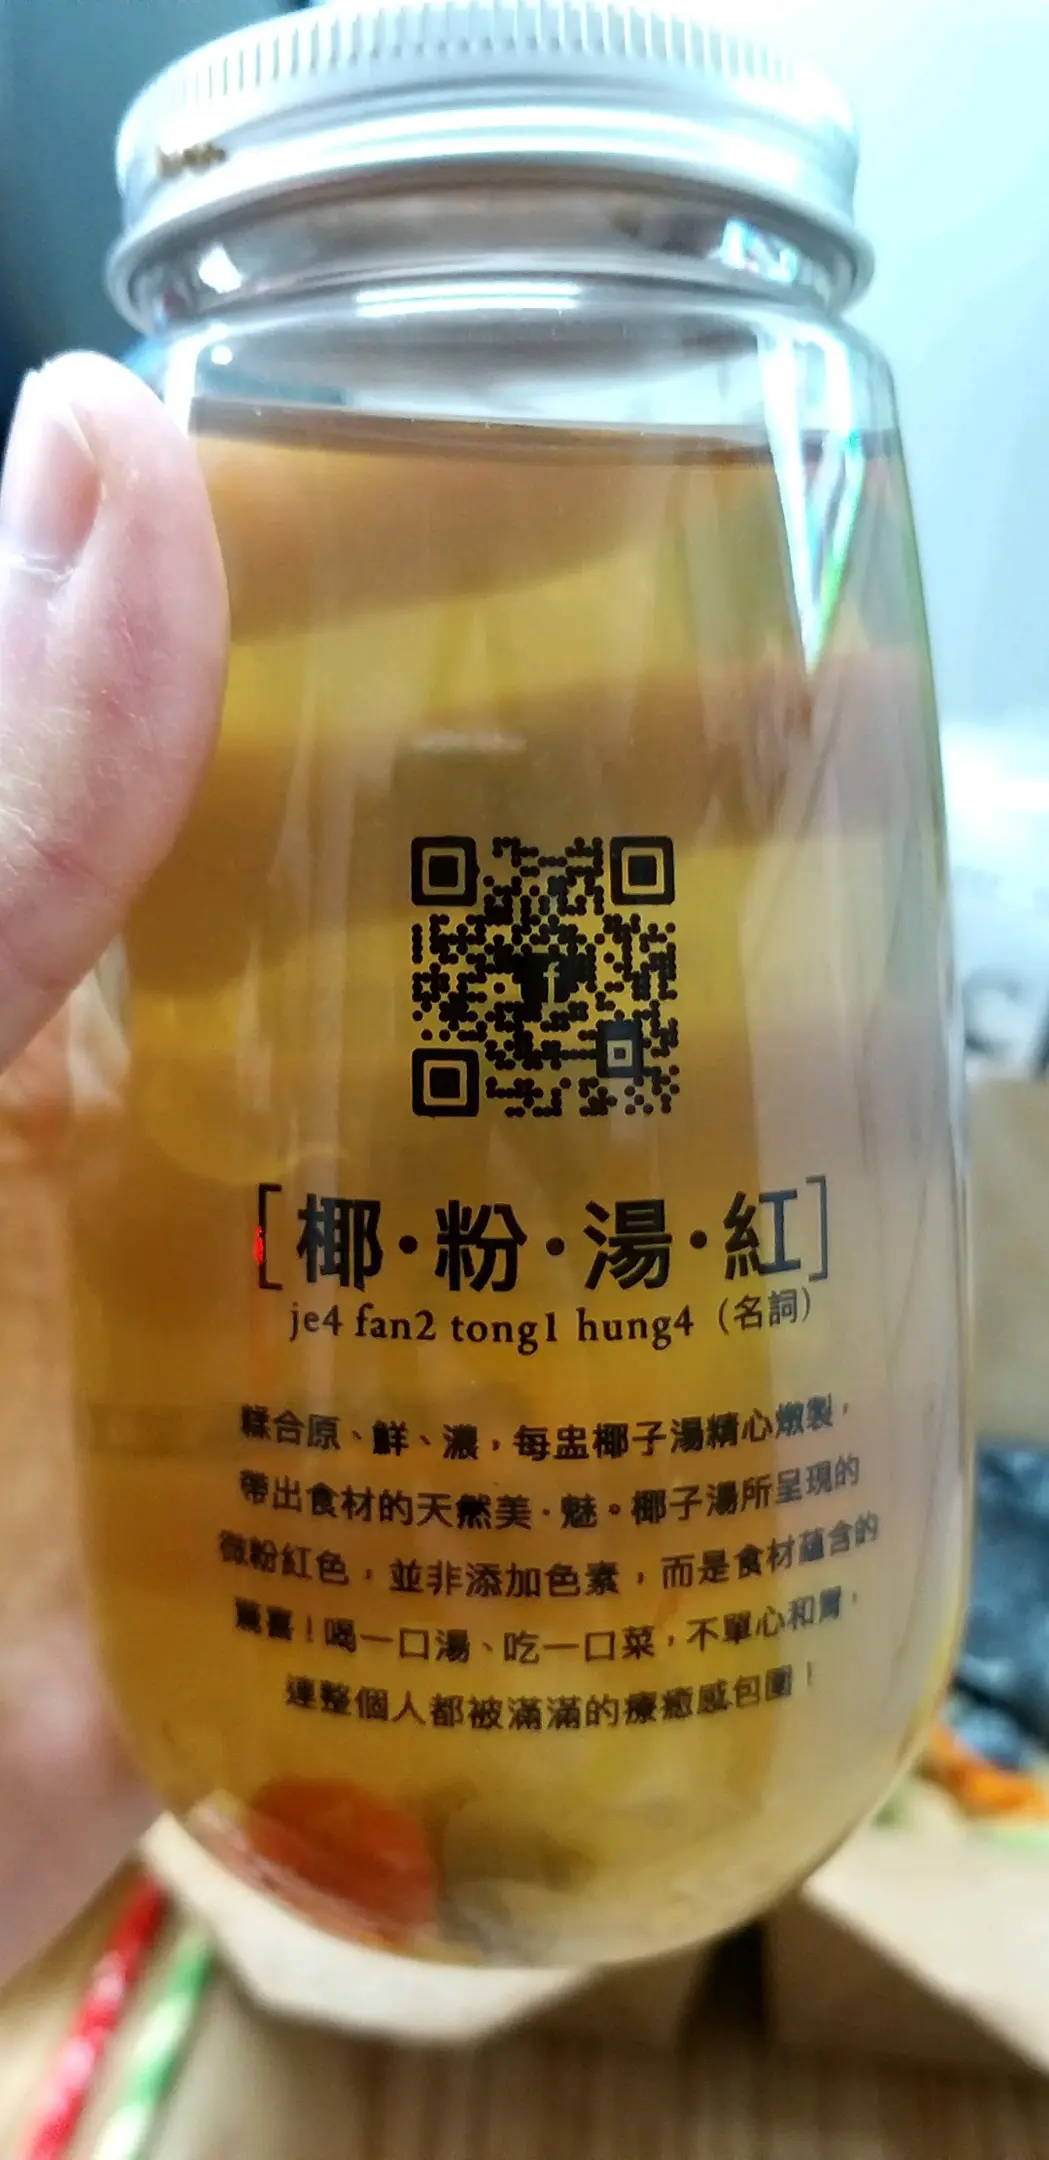 f
[椰·粉·湯·紅]
je4 fan2 tong1 hung4 (名詞)
糅合原、鮮、濃，每盅椰子湯精心燉製，
帶出食材的天然美·魅。椰子湯所呈現的
微粉紅色，並非添加色素，而是食材蘊含的
驚喜！喝一口湯、吃一口菜，不單心和胃，
連整個人都被滿滿的療癒感包圍！